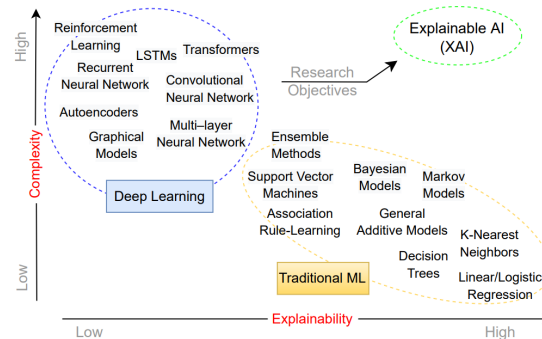 High
Complexity
Low
Reinforcement
Learning
LSTMs
Transformers
Recurrent
Neural Network
Convolutional
Neural Network
Autoencoders
Graphical
Models
Multi–layer
Neural Network
Deep Learning
Research
Objectives
Explainable AI
(XAI)
Ensemble
Methods
Support Vector
Machines
Bayesian
Models
Markov
Models
Association
Rule-Learning
General
Additive Models
K-Nearest
Neighbors
Decision
Trees
Linear/Logistic
Regression
Traditional ML
Low
Explainability
High